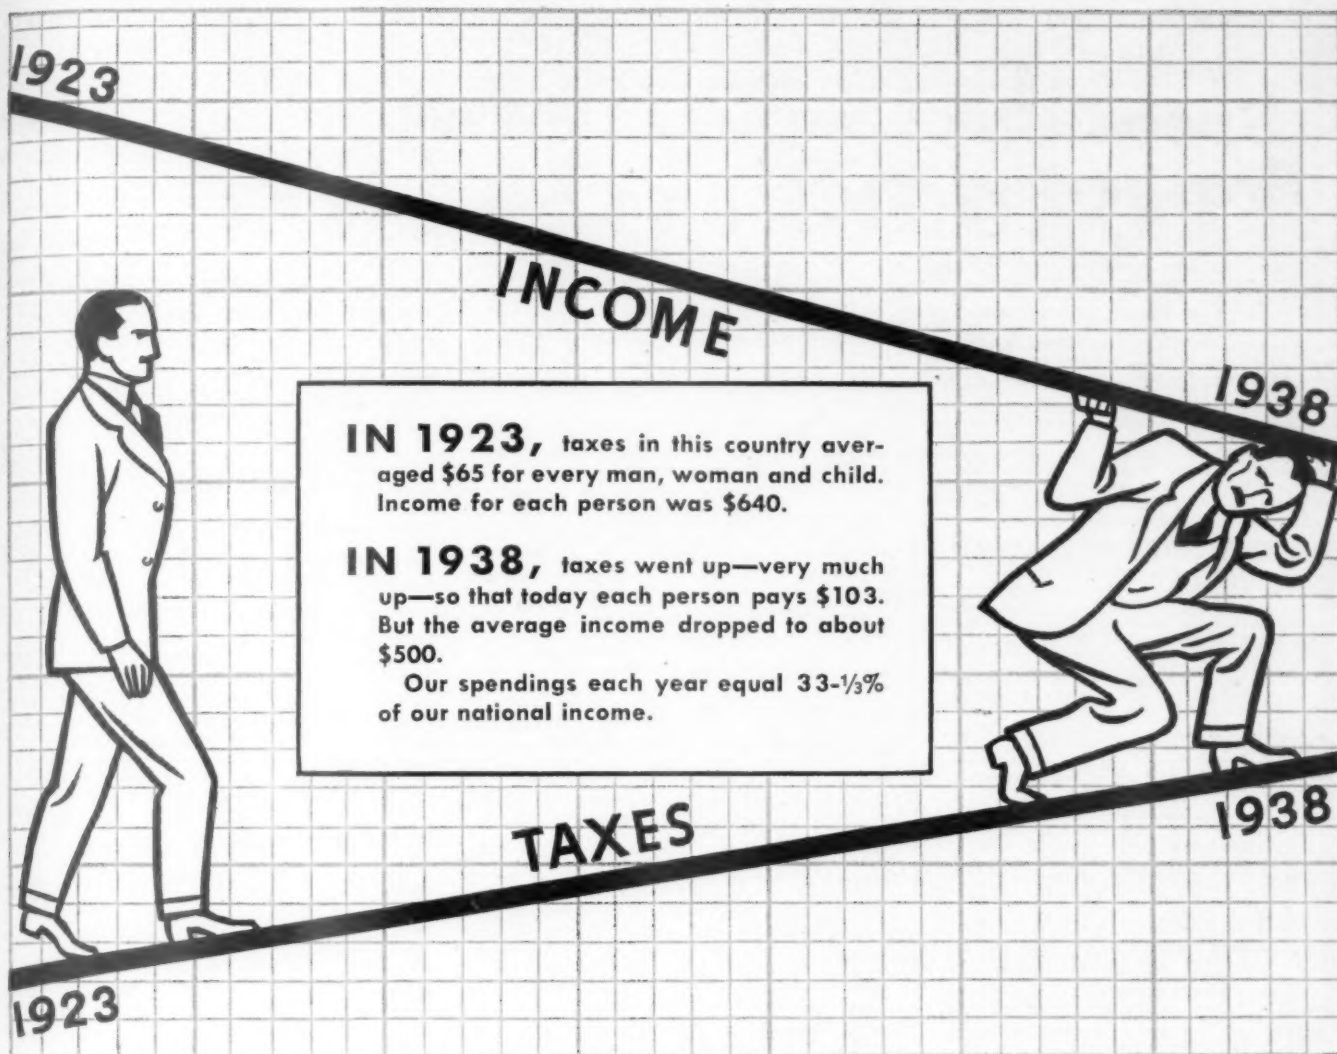 1923
INCOME
1938
IN 1923, taxes in this country aver-
aged $65 for every man, woman and child.
Income for each person was $640.
IN 1938, taxes went up—very much
up—so that today each person pays $103.
But the average income dropped to about
$500.
Our spendings each year equal 33-⅓%
of our national income.
TAXES
1938
1923